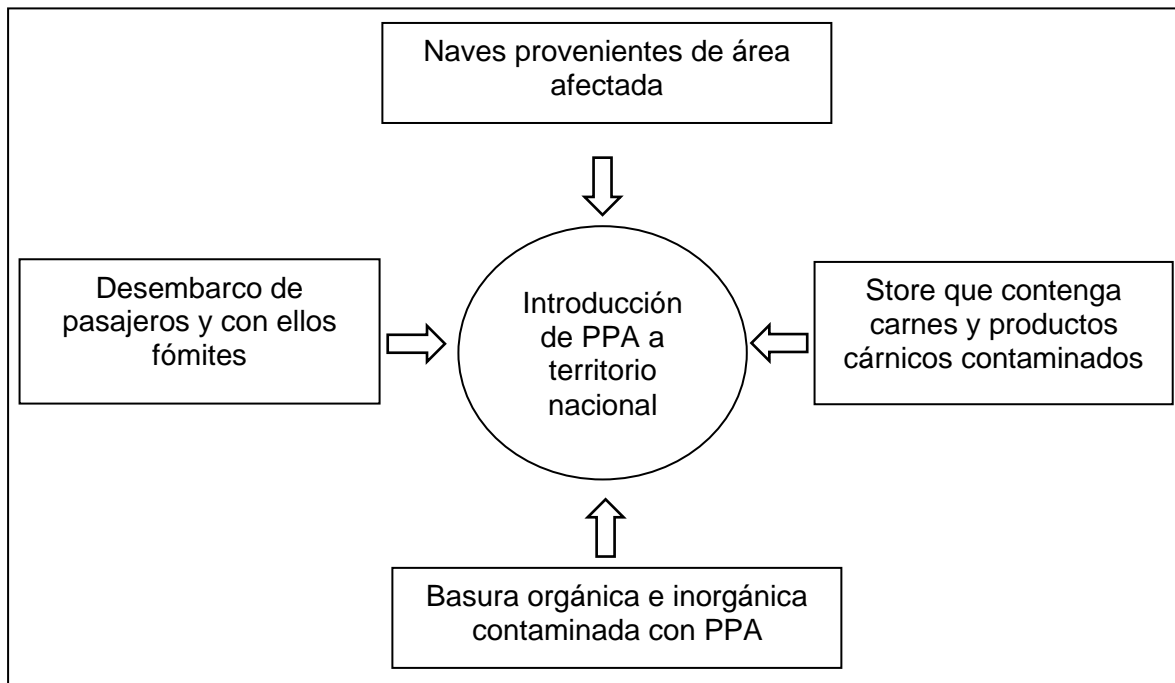 Naves provenientes de área
afectada
Desembarco de
pasajeros y con ellos
fómites
Introducción
de PPA a
territorio
nacional
Store que contenga
carnes y productos
cárnicos contaminados
Basura orgánica e inorgánica
contaminada con PPA